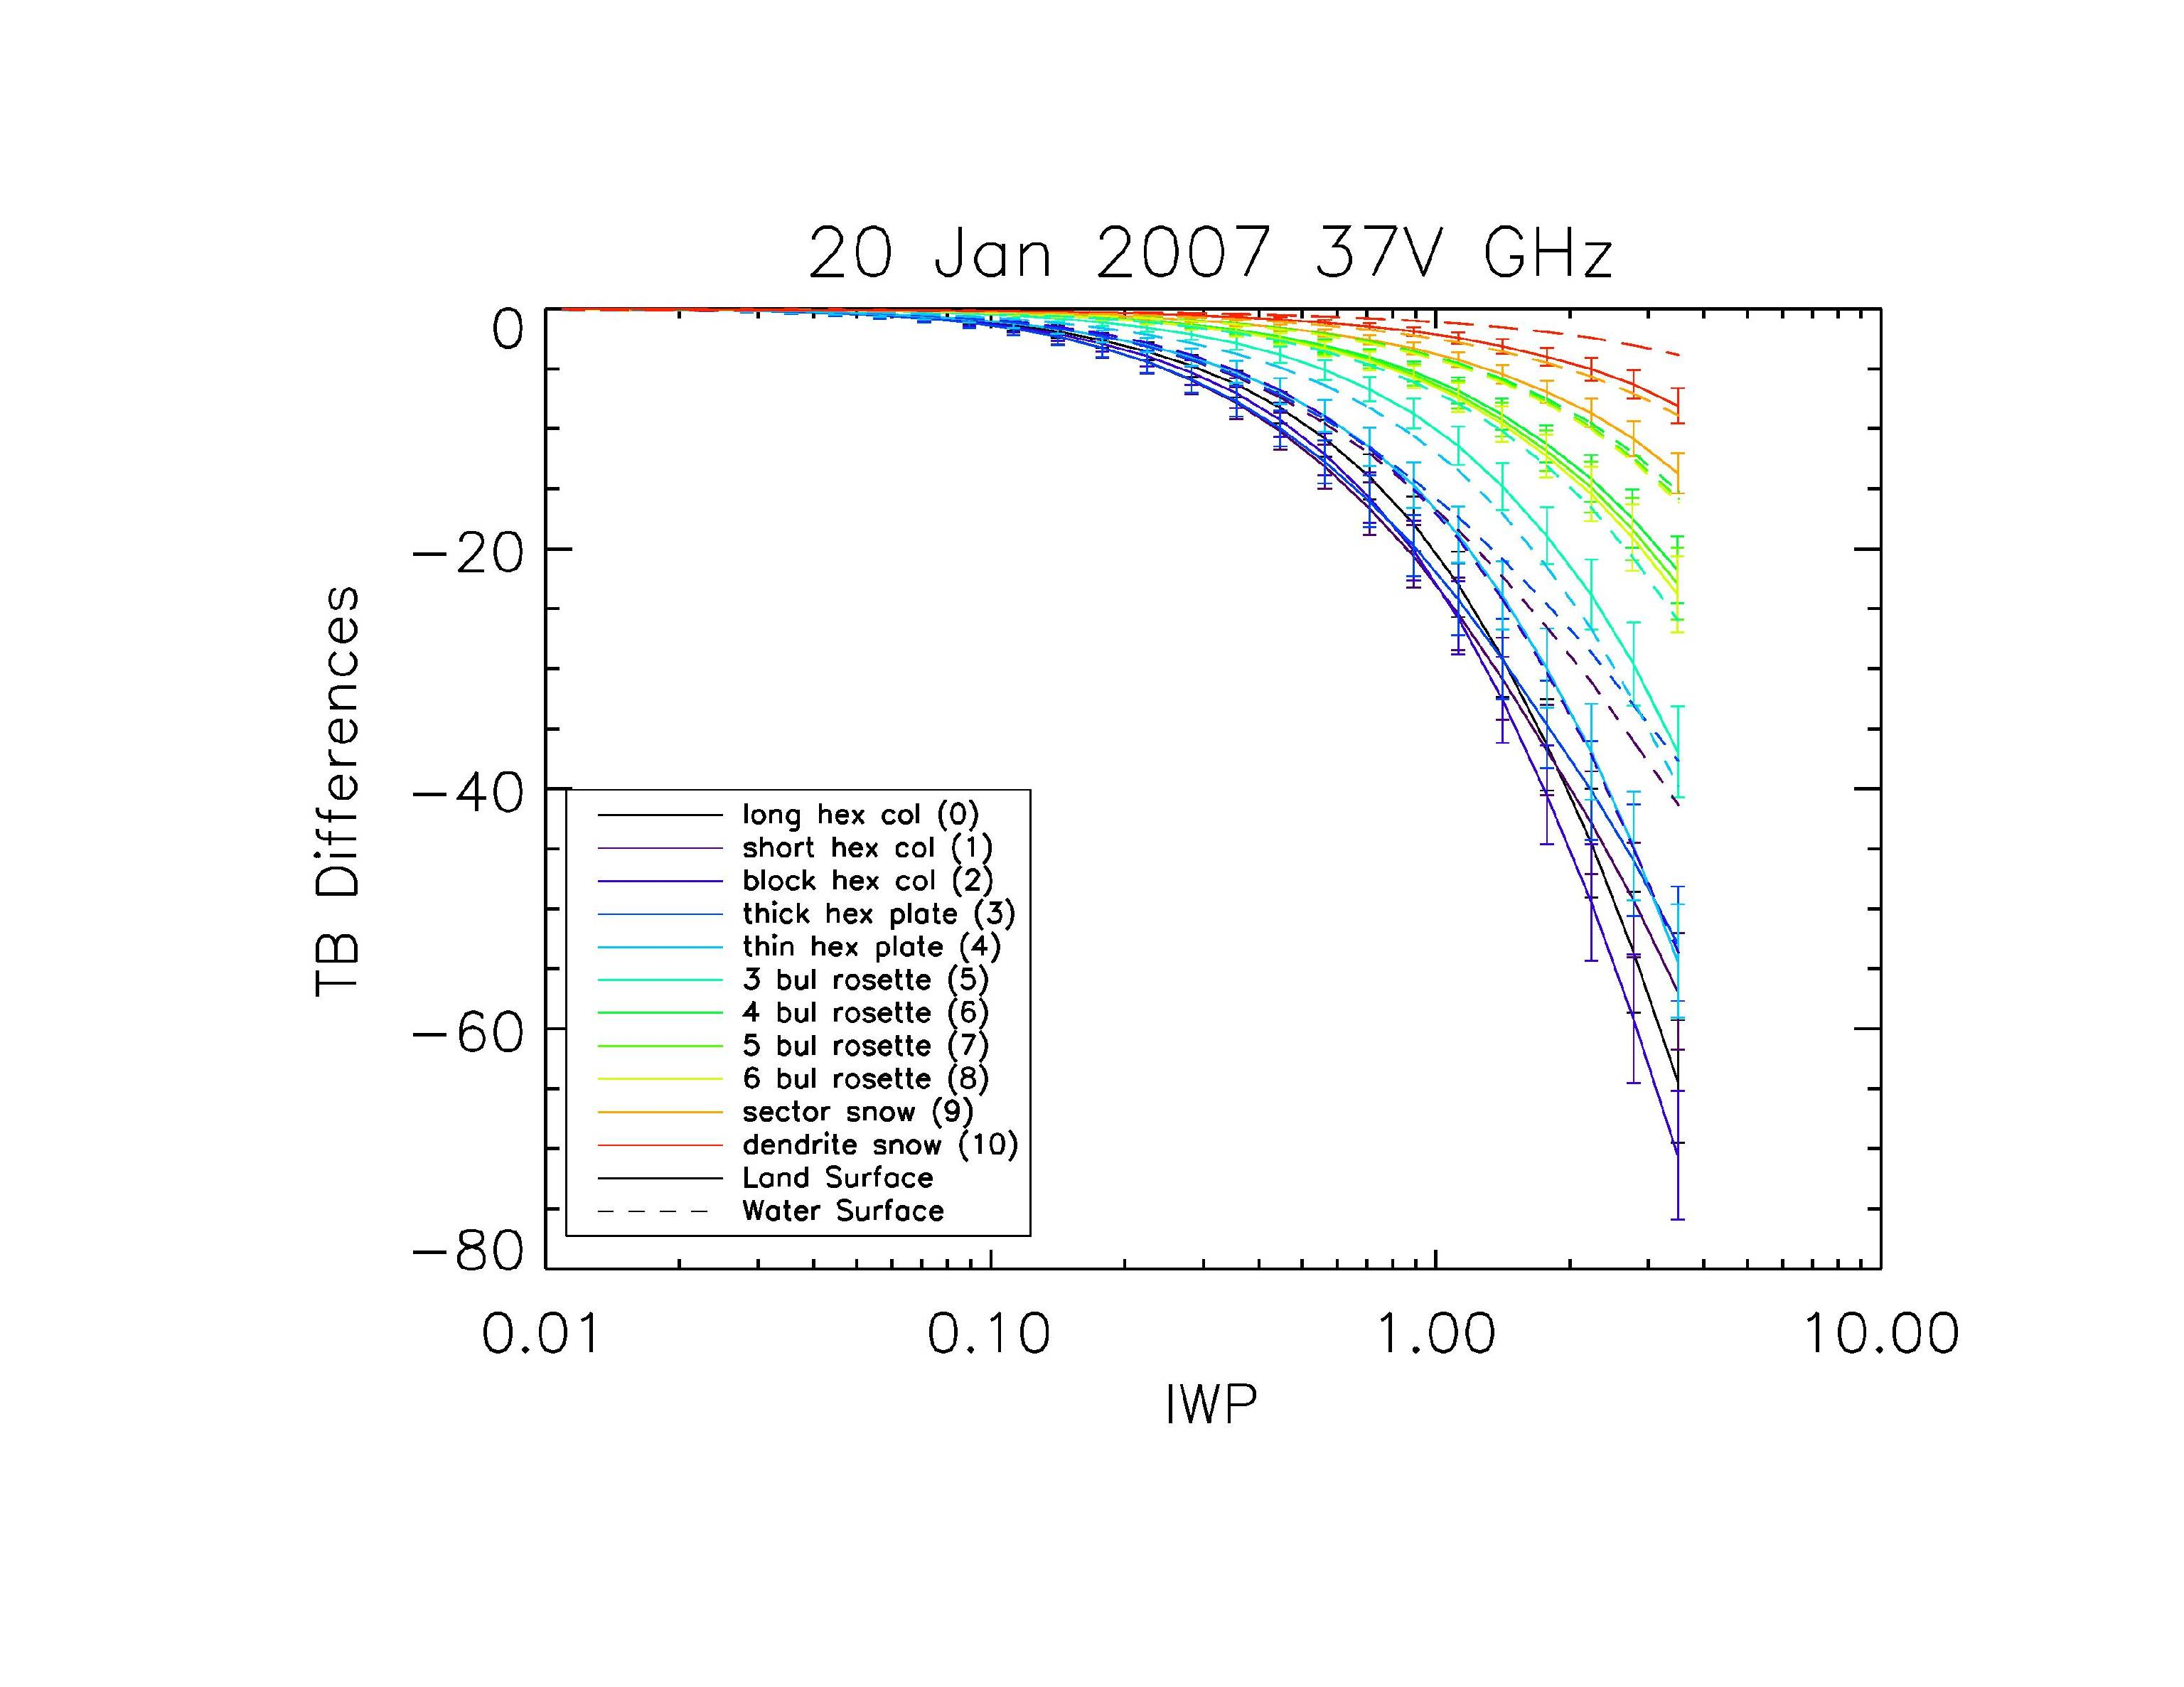 20 Jan 2007 37V GHz
0
-20
-40
-60
-80
TB Differences
long hex col (0)
short hex col (1)
block hex col (2)
thick hex plate (3)
thin hex plate (4)
3 bul rosette (5)
4 bul rosette (6)
5 bul rosette (7)
6 bul rosette (8)
sector snow (9)
dendrite snow (10)
Land Surface
Water Surface
0.01 0.10 1.00 10.00
IWP